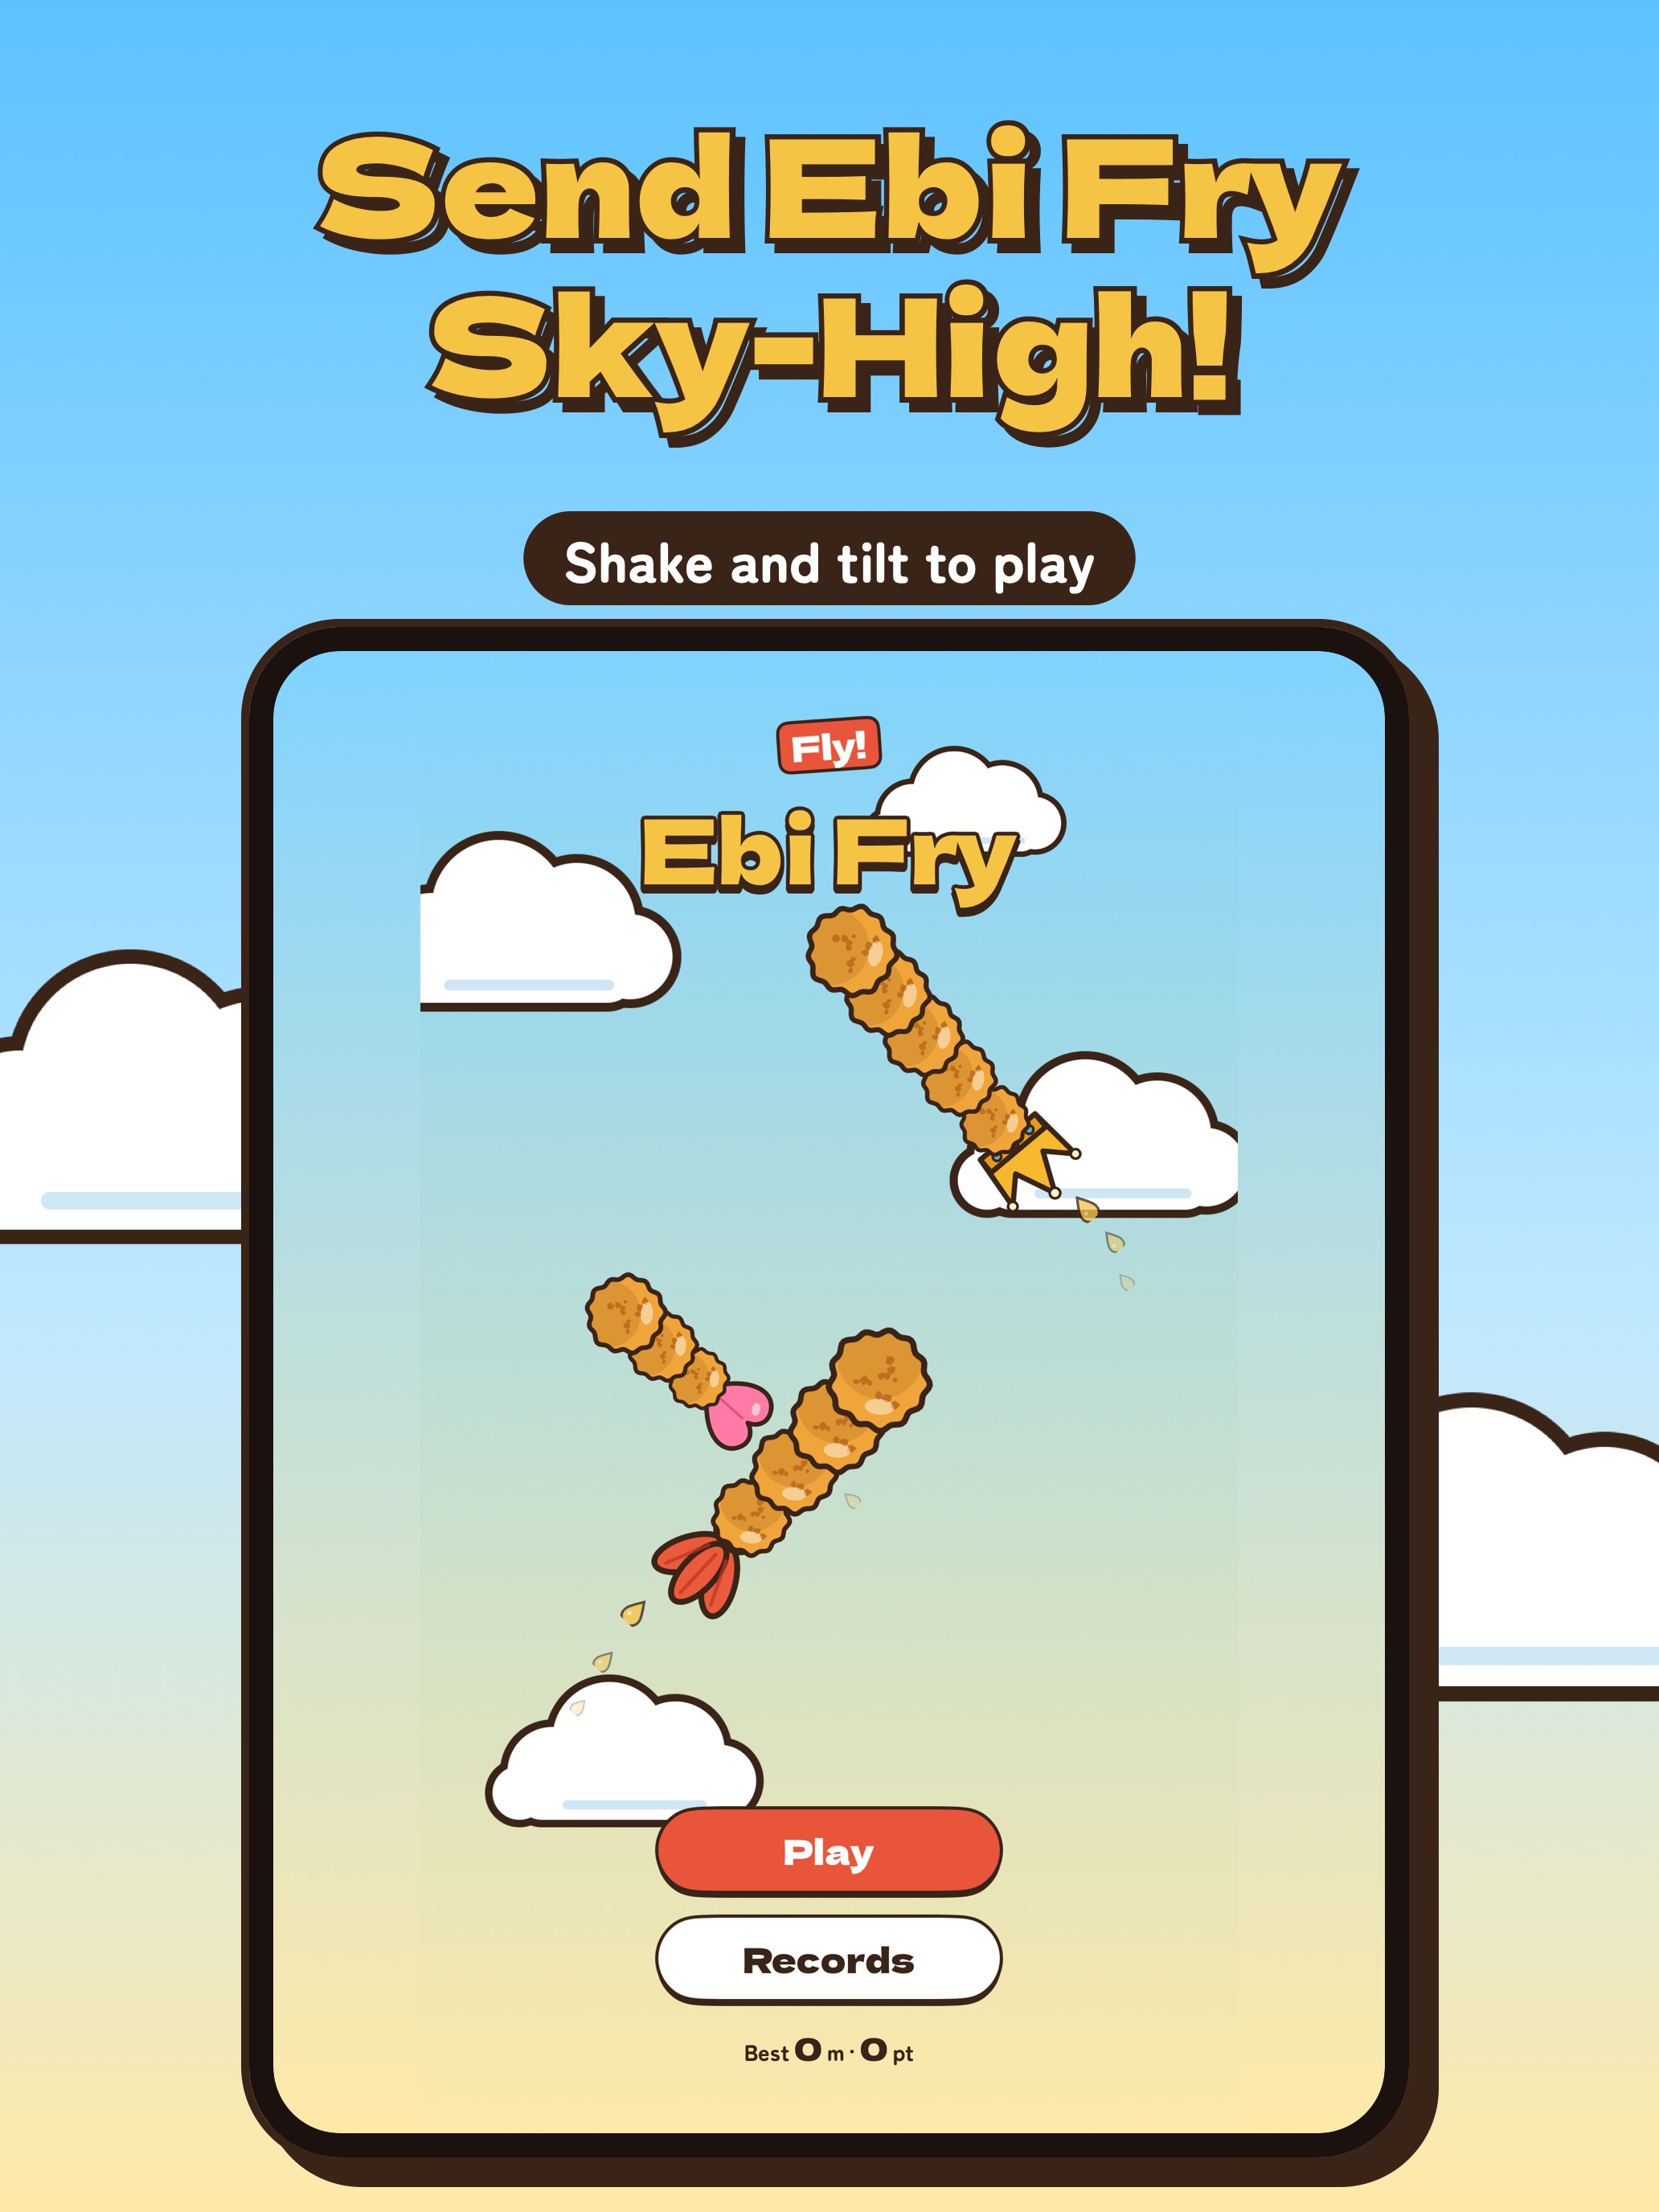 Send Ebi Fry
Sky-High!
Shake and tilt to play
Fly!
Ebi Fry
Play
Records
Best 0 m · 0 pt